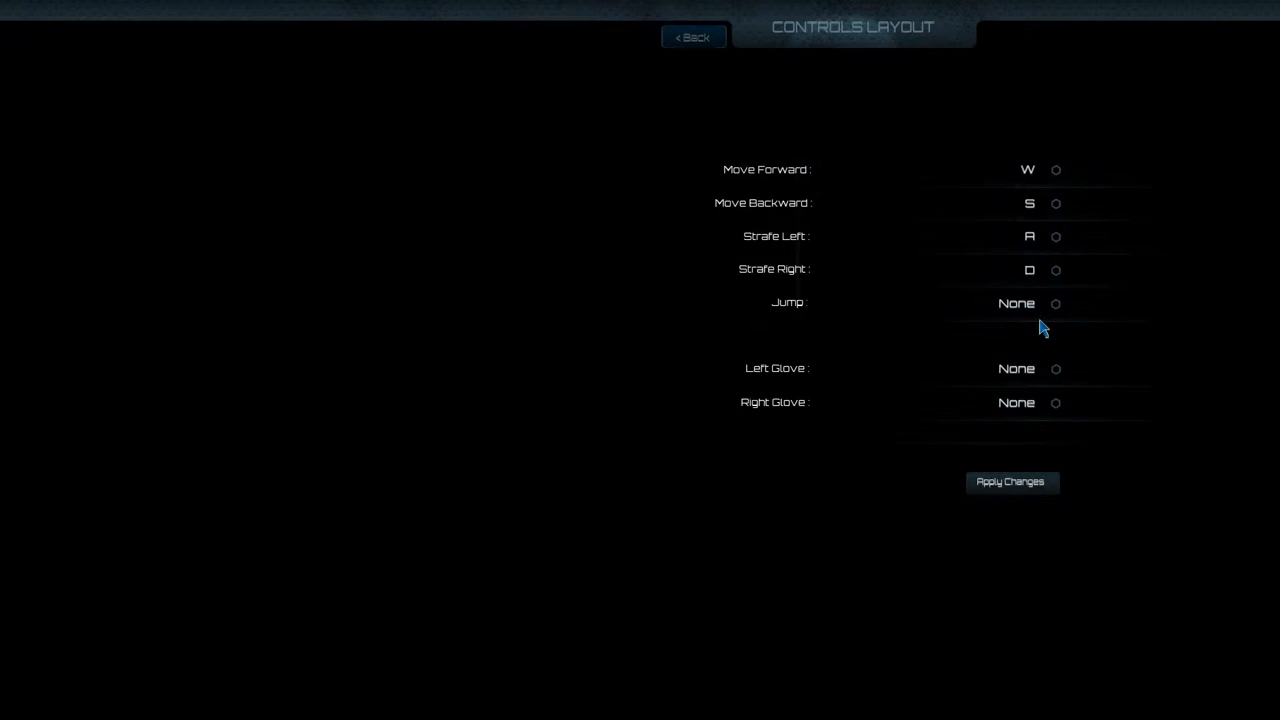 < Back
CONTROLS LAYOUT
Move Forward : W
Move Backward : S
Strafe Left : A
Strafe Right : D
Jump : None
Left Glove : None
Right Glove : None
Apply Changes